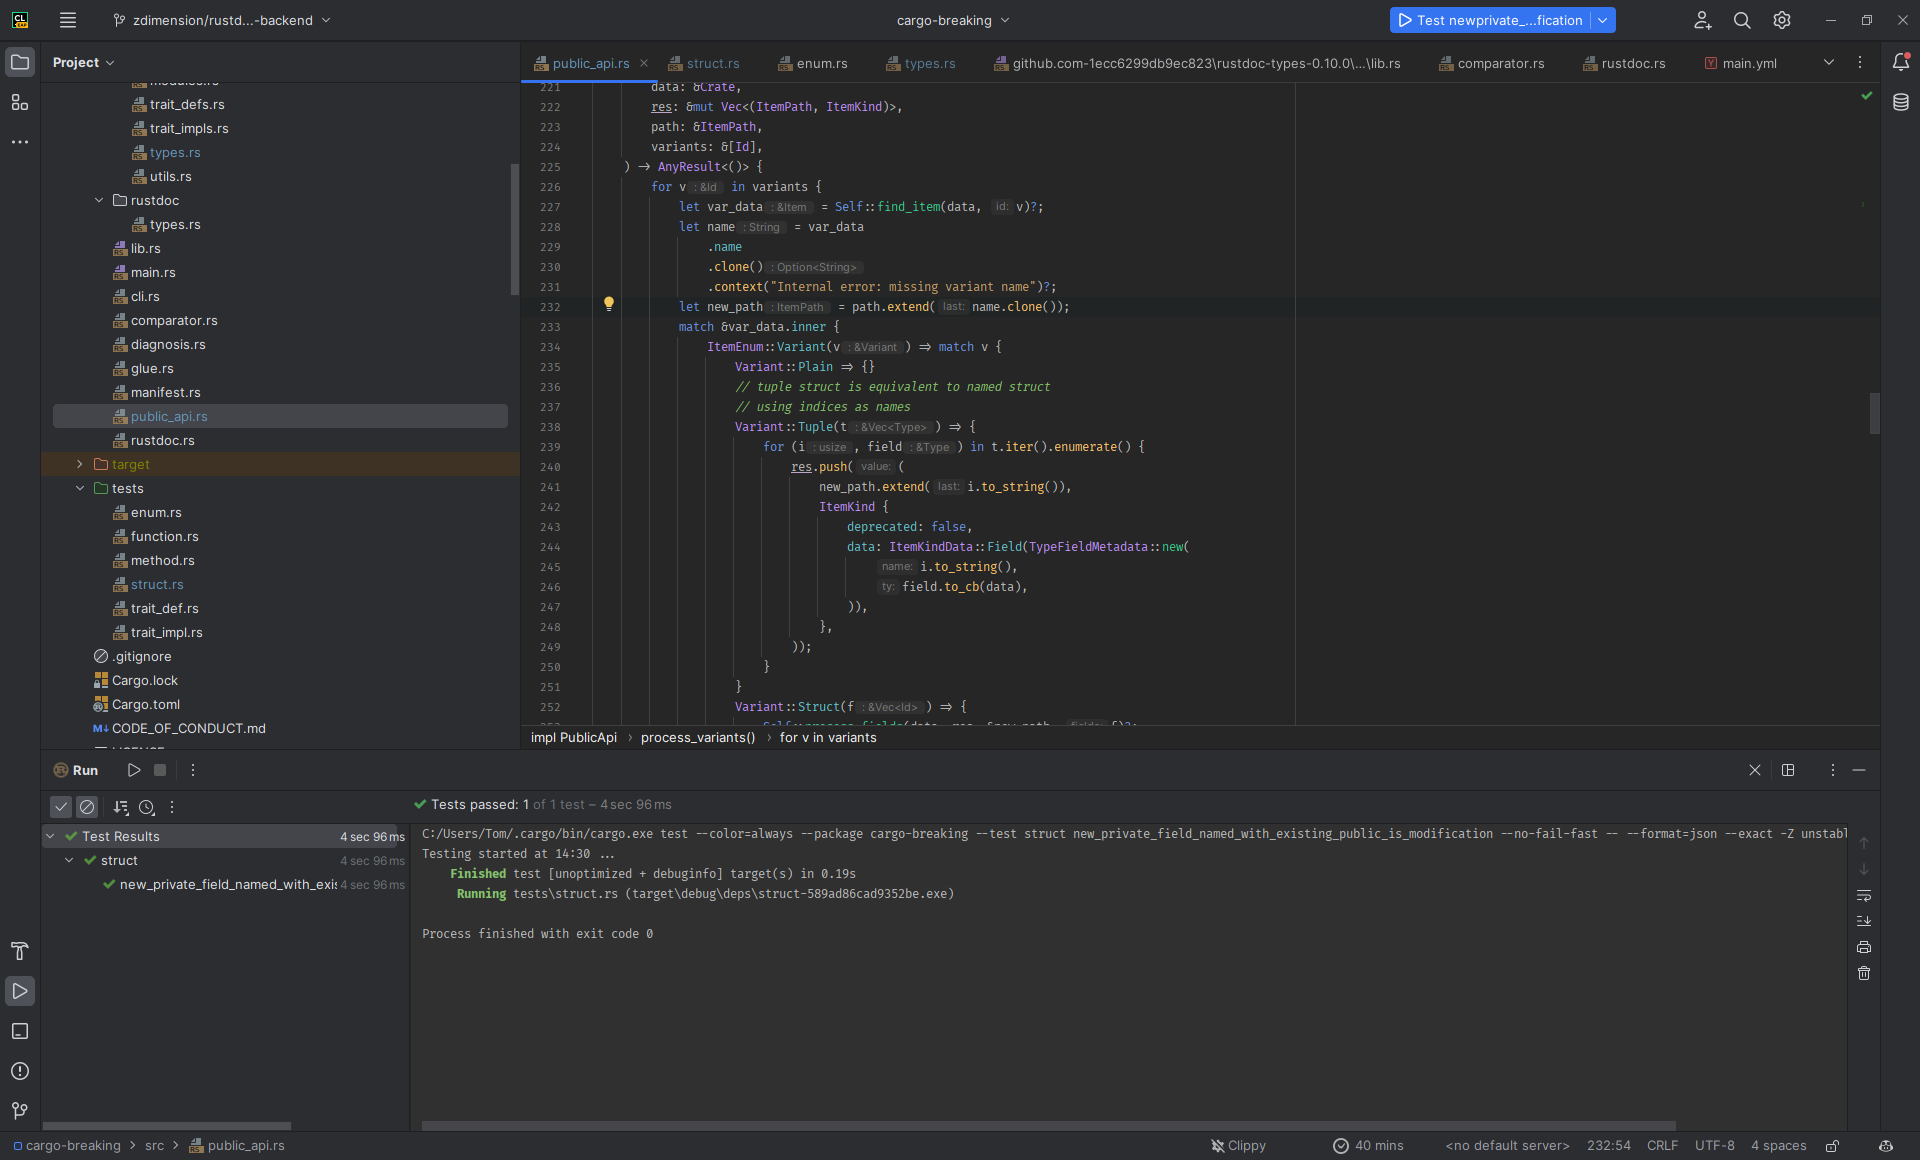 CL
zdimension/rustd...-backend
cargo-breaking
Test newprivate_...fication
Project
public_api.rs
struct.rs
enum.rs
types.rs
github.com-1ecc6299db9ec823\rustdoc-types-0.10.0\...\lib.rs
comparator.rs
rustdoc.rs
main.yml
modules.rs
trait_defs.rs
trait_impls.rs
types.rs
utils.rs
rustdoc
types.rs
lib.rs
main.rs
cli.rs
comparator.rs
diagnosis.rs
glue.rs
manifest.rs
public_api.rs
rustdoc.rs
target
tests
enum.rs
function.rs
method.rs
struct.rs
trait_def.rs
trait_impl.rs
.gitignore
Cargo.lock
Cargo.toml
CODE_OF_CONDUCT.md
221 data: &Crate,
222 res: &mut Vec<(ItemPath, ItemKind)>,
223 path: &ItemPath,
224 variants: &[Id],
225 ) -> AnyResult<()> {
226 for v : &Id in variants {
227 let var_data : &Item = Self::find_item(data, id: v)?;
228 let name : String = var_data
229 .name
230 .clone() : Option<String>
231 .context("Internal error: missing variant name")?;
232 let new_path : ItemPath = path.extend( last: name.clone());
233 match &var_data.inner {
234 ItemEnum::Variant(v : &Variant ) => match v {
235 Variant::Plain => {}
236 // tuple struct is equivalent to named struct
237 // using indices as names
238 Variant::Tuple(t : &Vec<Type> ) => {
239 for (i : usize , field : &Type ) in t.iter().enumerate() {
240 res.push( value: (
241 new_path.extend( last: i.to_string()),
242 ItemKind {
243 deprecated: false,
244 data: ItemKindData::Field(TypeFieldMetadata::new(
245 name: i.to_string(),
246 ty: field.to_cb(data),
247 )),
248 },
249 ));
250 }
251 }
252 Variant::Struct(f : &Vec<Id> ) => {
impl PublicApi › process_variants() › for v in variants
Run
Tests passed: 1 of 1 test – 4 sec 96 ms
Test Results 4 sec 96 ms
struct 4 sec 96 ms
new_private_field_named_with_exis 4 sec 96 ms
C:/Users/Tom/.cargo/bin/cargo.exe test --color=always --package cargo-breaking --test struct new_private_field_named_with_existing_public_is_modification --no-fail-fast -- --format=json --exact -Z unstabl
Testing started at 14:30 ...
Finished test [unoptimized + debuginfo] target(s) in 0.19s
Running tests\struct.rs (target\debug\deps\struct-589ad86cad9352be.exe)
Process finished with exit code 0
cargo-breaking > src > public_api.rs
Clippy
40 mins
<no default server>
232:54
CRLF
UTF-8
4 spaces